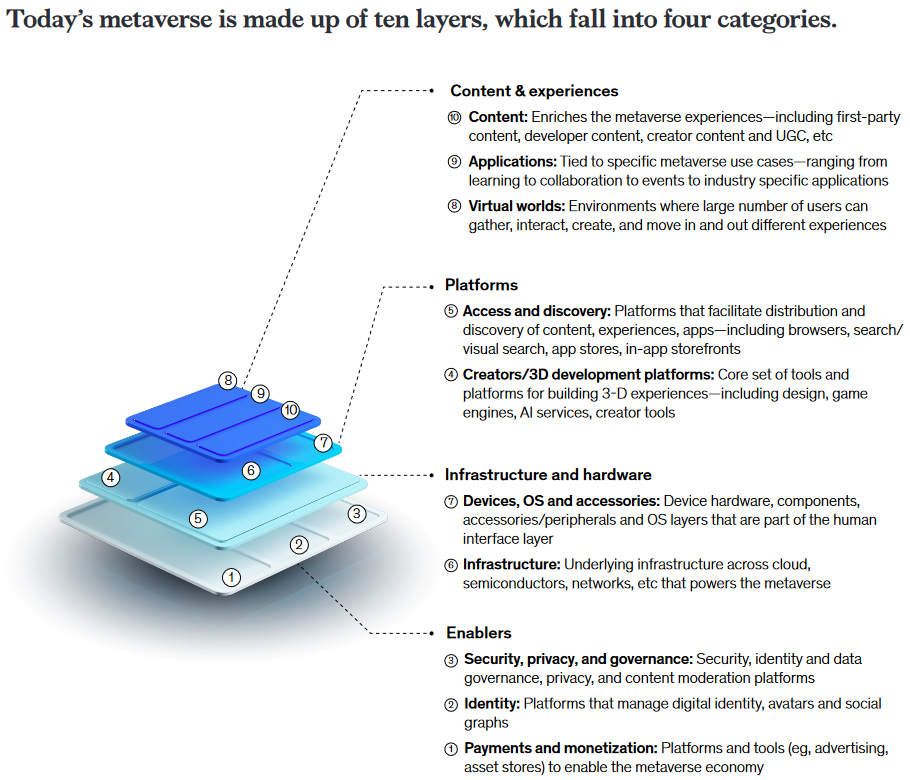 Today's metaverse is made up of ten layers, which fall into four categories.
Content & experiences
⑩ Content: Enriches the metaverse experiences—including first-party
content, developer content, creator content and UGC, etc
⑨ Applications: Tied to specific metaverse use cases—ranging from
learning to collaboration to events to industry specific applications
⑧ Virtual worlds: Environments where large number of users can
gather, interact, create, and move in and out different experiences
Platforms
⑤ Access and discovery: Platforms that facilitate distribution and
discovery of content, experiences, apps—including browsers, search/
visual search, app stores, in-app storefronts
④ Creators/3D development platforms: Core set of tools and
platforms for building 3-D experiences—including design, game
engines, AI services, creator tools
Infrastructure and hardware
⑦ Devices, OS and accessories: Device hardware, components,
accessories/peripherals and OS layers that are part of the human
interface layer
⑥ Infrastructure: Underlying infrastructure across cloud,
semiconductors, networks, etc that powers the metaverse
Enablers
③ Security, privacy, and governance: Security, identity and data
governance, privacy, and content moderation platforms
② Identity: Platforms that manage digital identity, avatars and social
graphs
① Payments and monetization: Platforms and tools (eg, advertising,
asset stores) to enable the metaverse economy
⑧
⑨
⑩
⑦
⑥
④
⑤
③
②
①